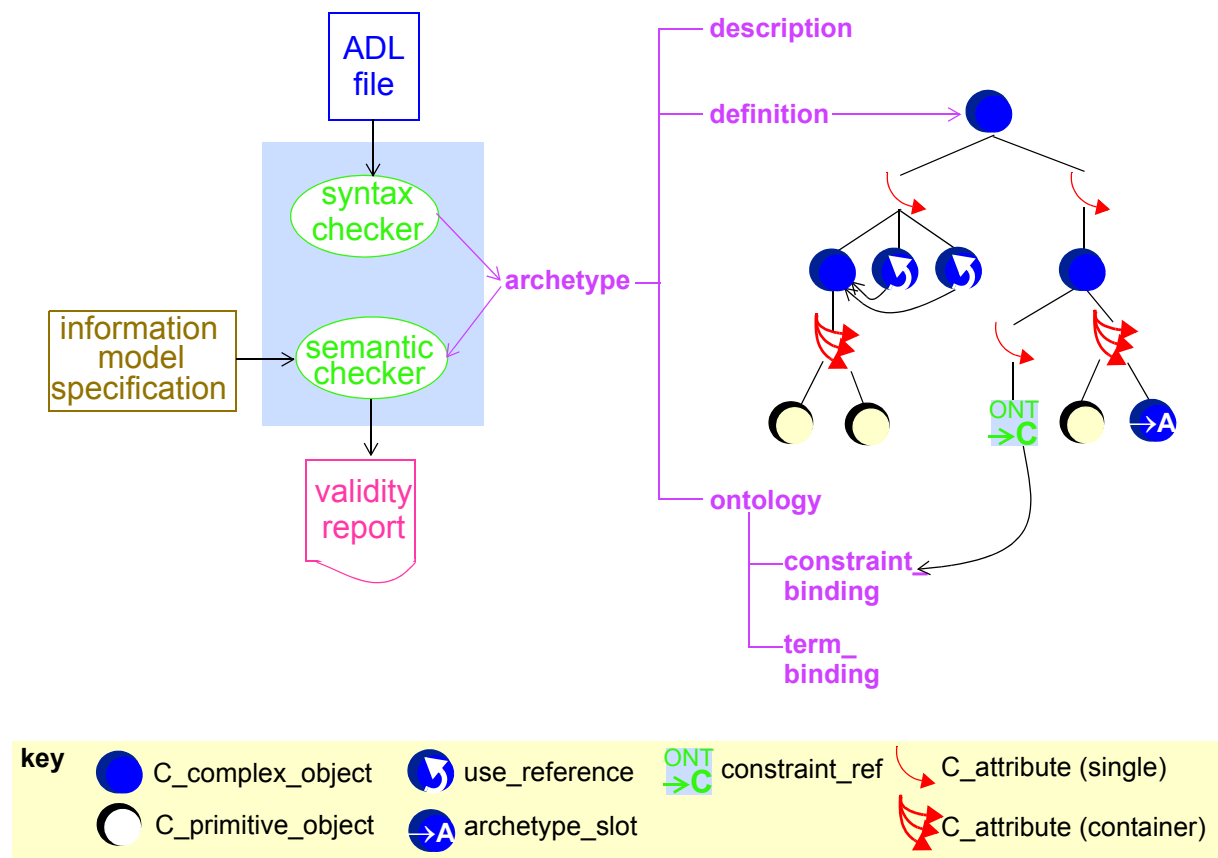 ADL
file
syntax
checker
information
model
specification
semantic
checker
validity
report
archetype
description
definition
ONT
→C
→A
ontology
constraint_
binding
term_
binding
key
C_complex_object
use_reference
ONT
→C
constraint_ref
C_attribute (single)
C_primitive_object
→A
archetype_slot
C_attribute (container)